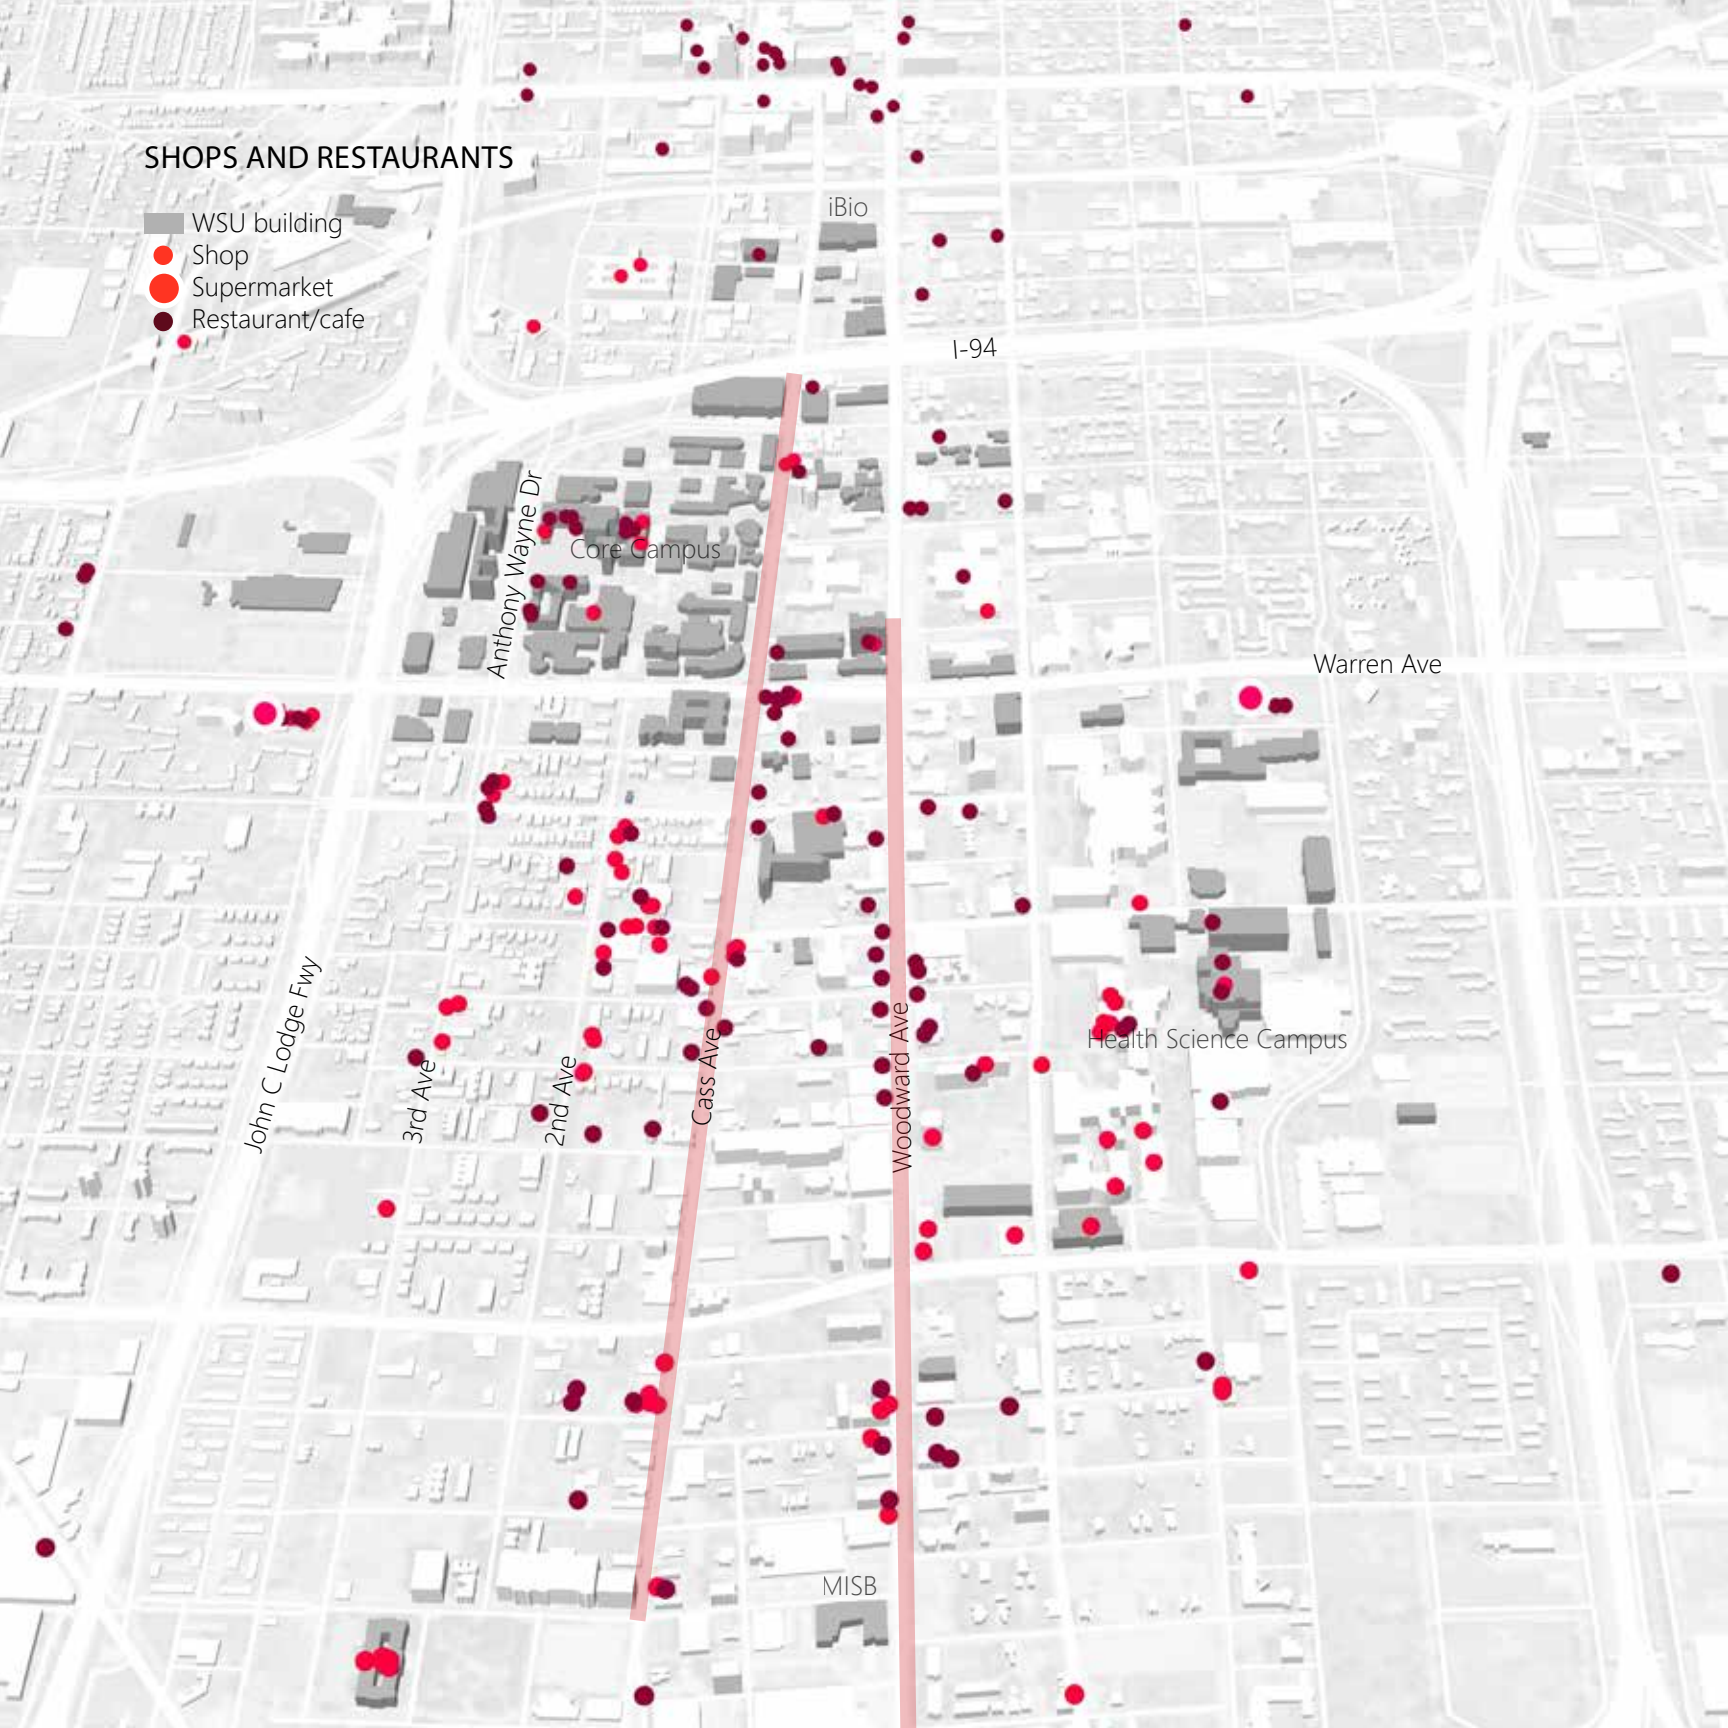 SHOPS AND RESTAURANTS
WSU building
Shop
Supermarket
Restaurant/cafe
iBio
I-94
Anthony Wayne Dr
Core Campus
Warren Ave
John C Lodge Fwy
3rd Ave
2nd Ave
Cass Ave
Woodward Ave
Health Science Campus
MISB